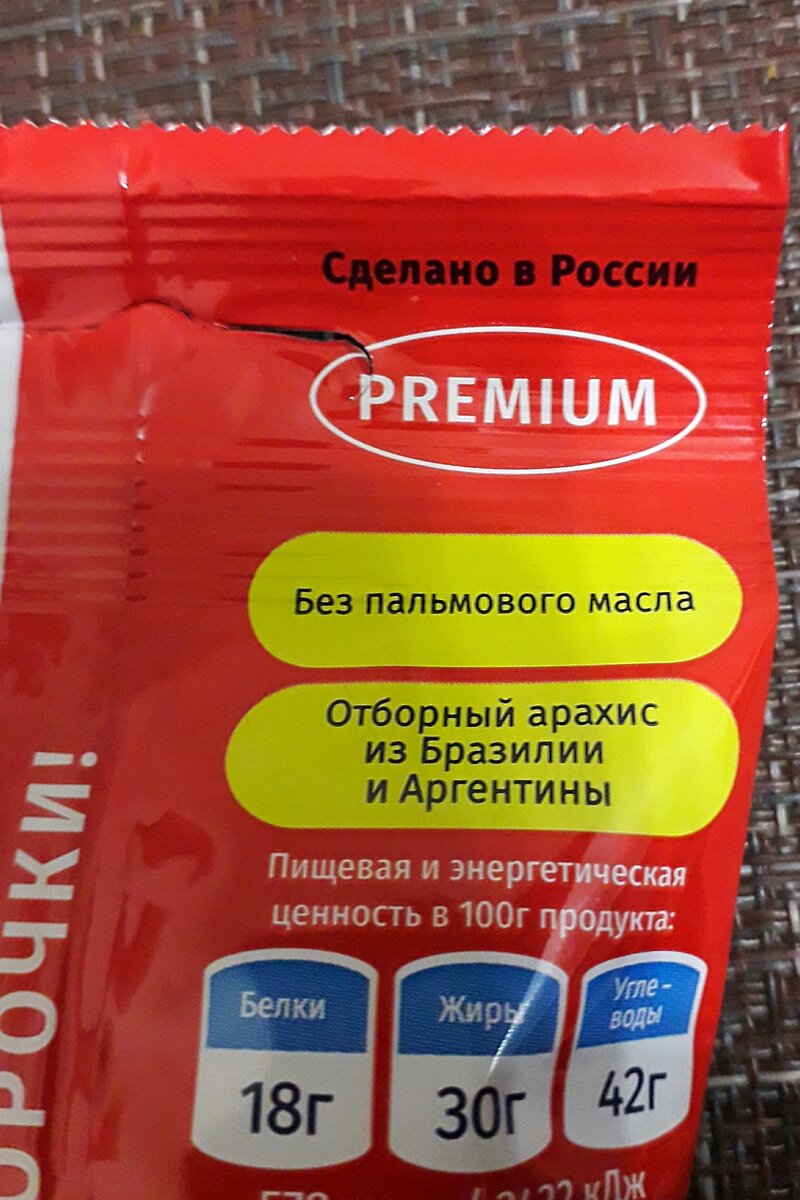 Сделано в России
PREMIUM
Без пальмового масла
Отборный арахис
из Бразилии
и Аргентины
Пищевая и энергетическая
ценность в 100г продукта:
Белки
18г
Жиры
30г
Угле-
воды
42г